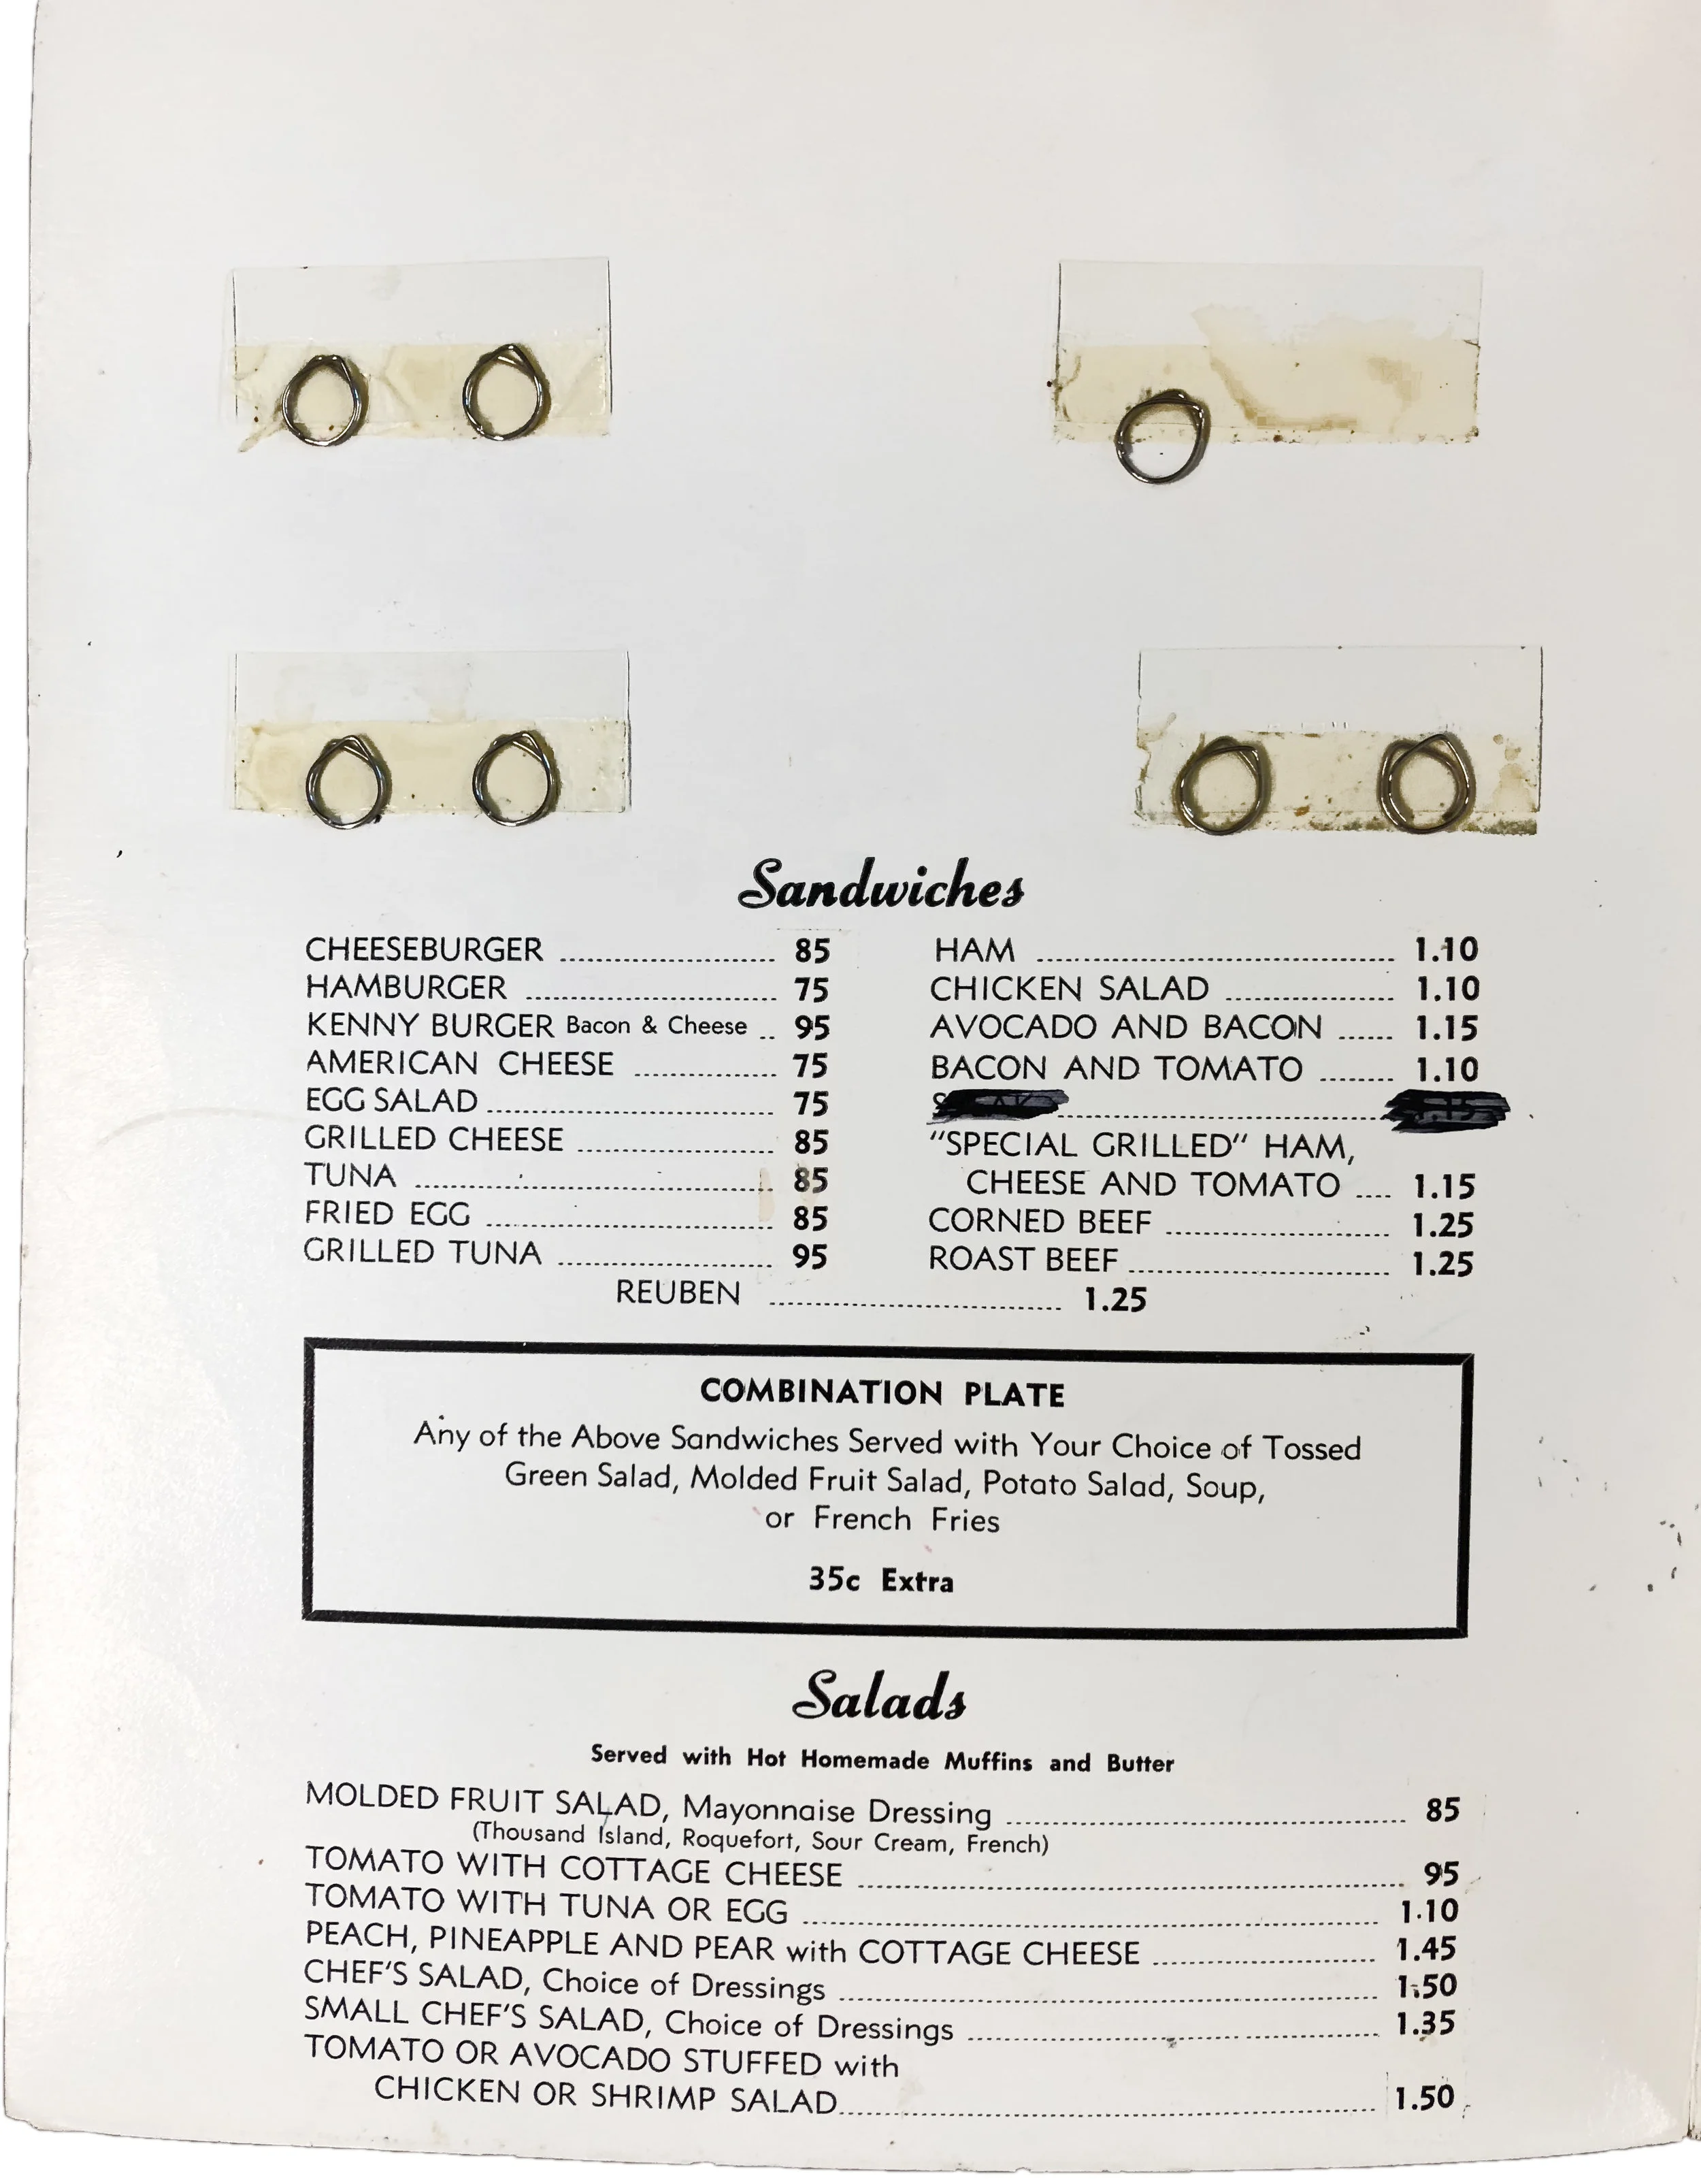 Sandwiches
CHEESEBURGER 85
HAMBURGER 75
KENNY BURGER Bacon & Cheese 95
AMERICAN CHEESE 75
EGG SALAD 75
GRILLED CHEESE 85
TUNA 85
FRIED EGG 85
GRILLED TUNA 95
HAM 1.10
CHICKEN SALAD 1.10
AVOCADO AND BACON 1.15
BACON AND TOMATO 1.10
"SPECIAL GRILLED" HAM,
CHEESE AND TOMATO 1.15
CORNED BEEF 1.25
ROAST BEEF 1.25
REUBEN 1.25
COMBINATION PLATE
Any of the Above Sandwiches Served with Your Choice of Tossed
Green Salad, Molded Fruit Salad, Potato Salad, Soup,
or French Fries
35c Extra
Salads
Served with Hot Homemade Muffins and Butter
MOLDED FRUIT SALAD, Mayonnaise Dressing 85
(Thousand Island, Roquefort, Sour Cream, French)
TOMATO WITH COTTAGE CHEESE 95
TOMATO WITH TUNA OR EGG 1.10
PEACH, PINEAPPLE AND PEAR with COTTAGE CHEESE 1.45
CHEF'S SALAD, Choice of Dressings 1.50
SMALL CHEF'S SALAD, Choice of Dressings 1.35
TOMATO OR AVOCADO STUFFED with
CHICKEN OR SHRIMP SALAD 1.50